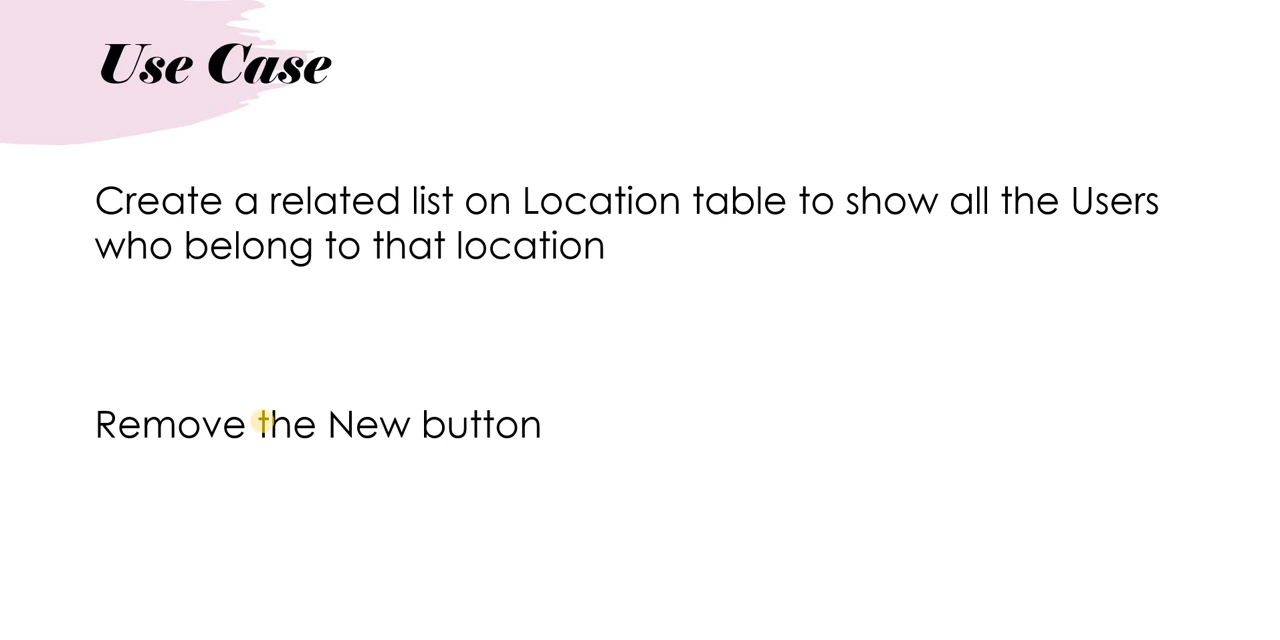 Use Case
Create a related list on Location table to show all the Users
who belong to that location
Remove the New button